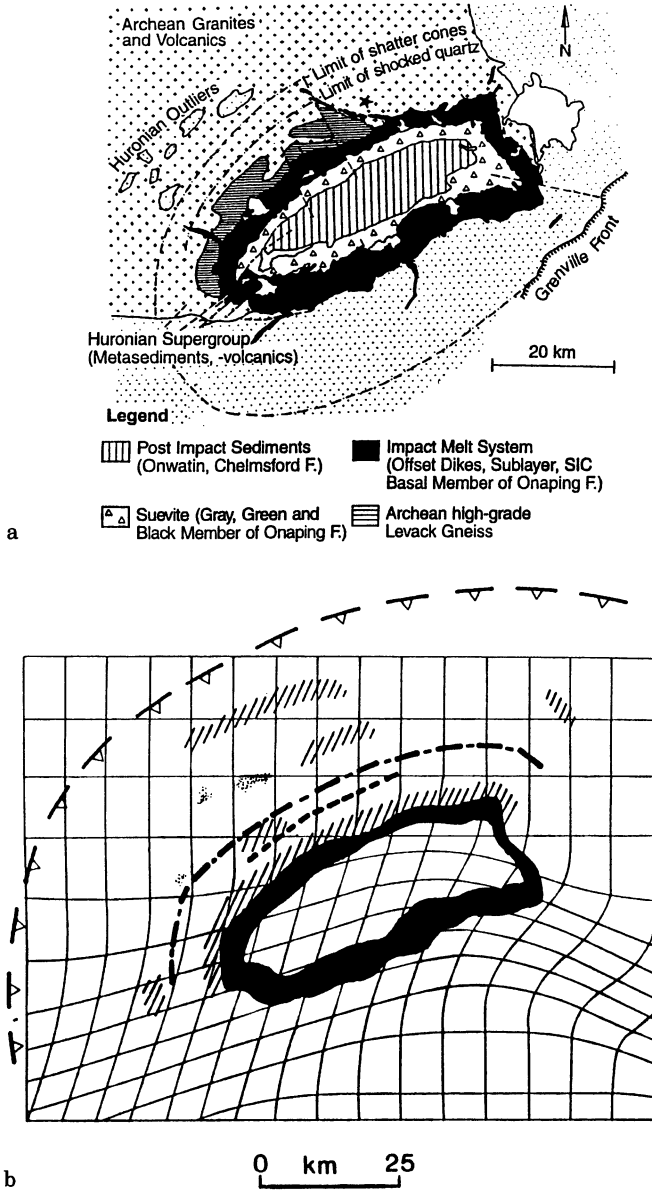 Archean Granites
and Volcanics
Limit of shatter cones
Limit of shocked quartz
N
Huronian Outliers
Grenville Front
Huronian Supergroup
(Metasediments, -volcanics)
20 km
Legend
Post Impact Sediments
(Onwatin, Chelmsford F.)
Impact Melt System
(Offset Dikes, Sublayer, SIC
Basal Member of Onaping F.)
Suevite (Gray, Green and
Black Member of Onaping F.)
Archean high-grade
Levack Gneiss
a
b
0 km 25